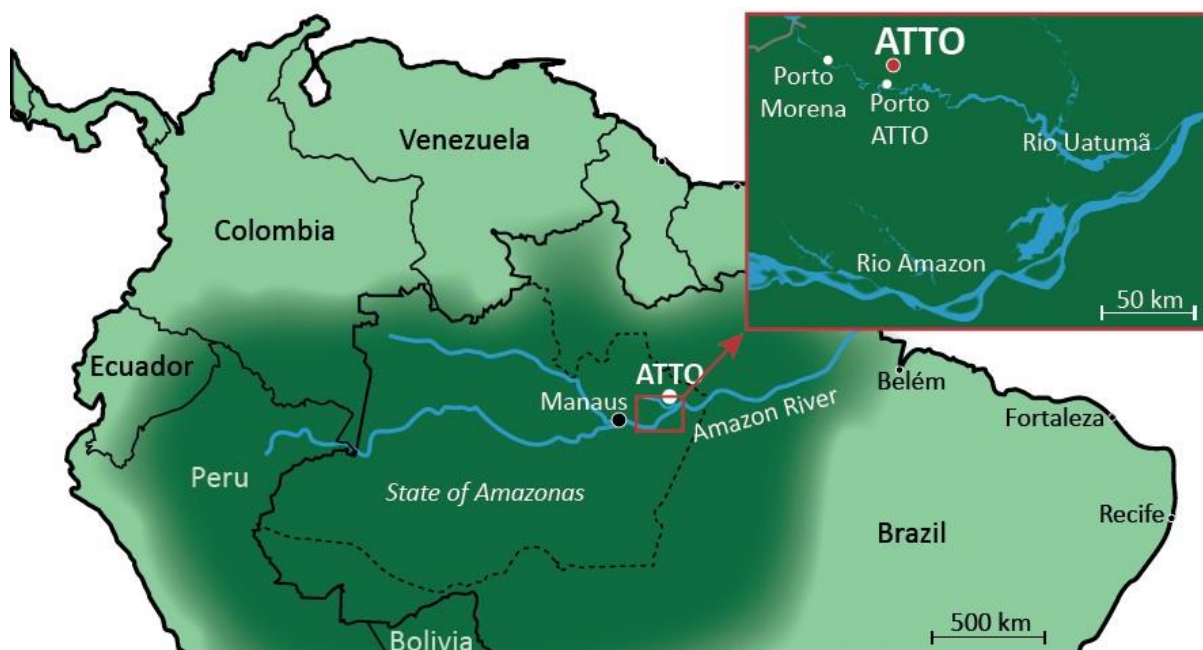 ATTO
Porto
Morena
Porto
ATTO
Rio Uatumã
Rio Amazon
50 km
Venezuela
Colombia
Ecuador
ATTO
Manaus
Amazon River
Belém
Fortaleza
Peru
State of Amazonas
Recife
Brazil
500 km
Bolivia